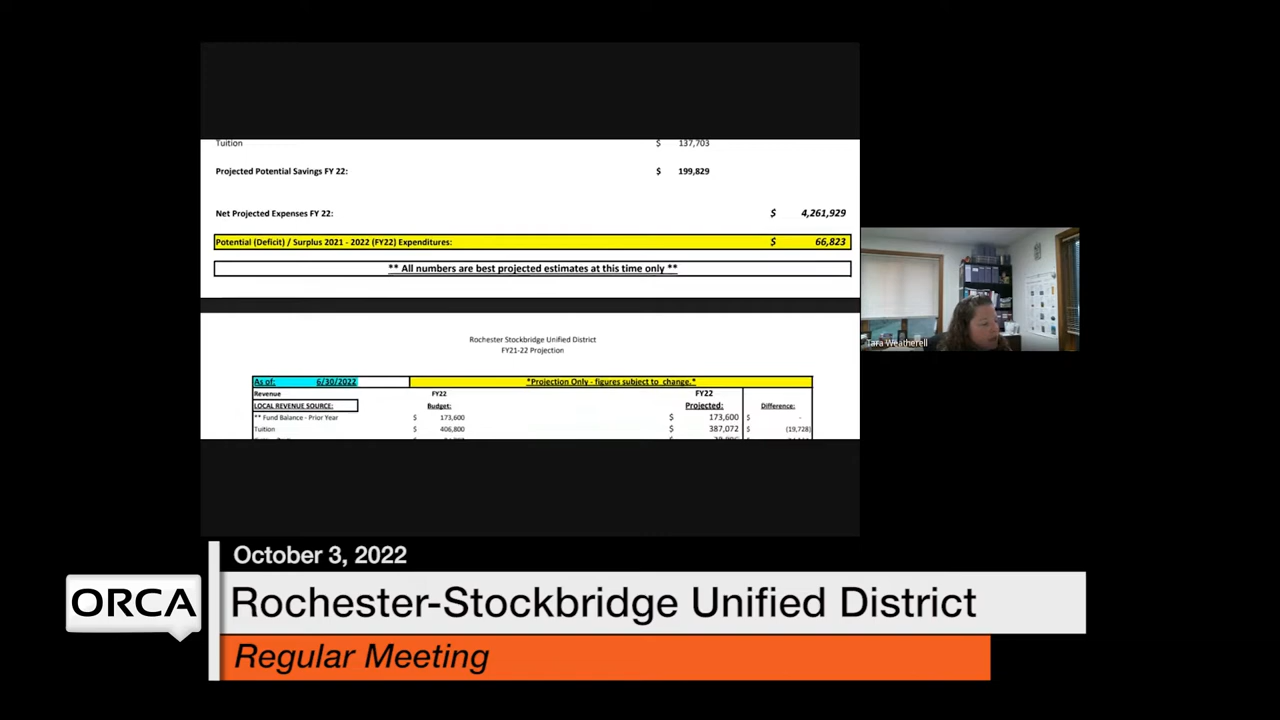 Tuition $ 137,703
Projected Potential Savings FY 22: $ 199,829
Net Projected Expenses FY 22: $ 4,261,929
Potential (Deficit) / Surplus 2021 - 2022 (FY22) Expenditures: $ 66,823
** All numbers are best projected estimates at this time only **
Rochester Stockbridge Unified District
FY21-22 Projection
As of: 6/30/2022 *Projection Only - figures subject to change.*
Revenue FY22 FY22
LOCAL REVENUE SOURCE: Budget: Projected: Difference:
** Fund Balance - Prior Year $ 173,600 $ 173,600 $ -
Tuition $ 406,800 $ 387,072 $ (19,728)
Tara Weatherell
October 3, 2022
ORCA Rochester-Stockbridge Unified District
Regular Meeting